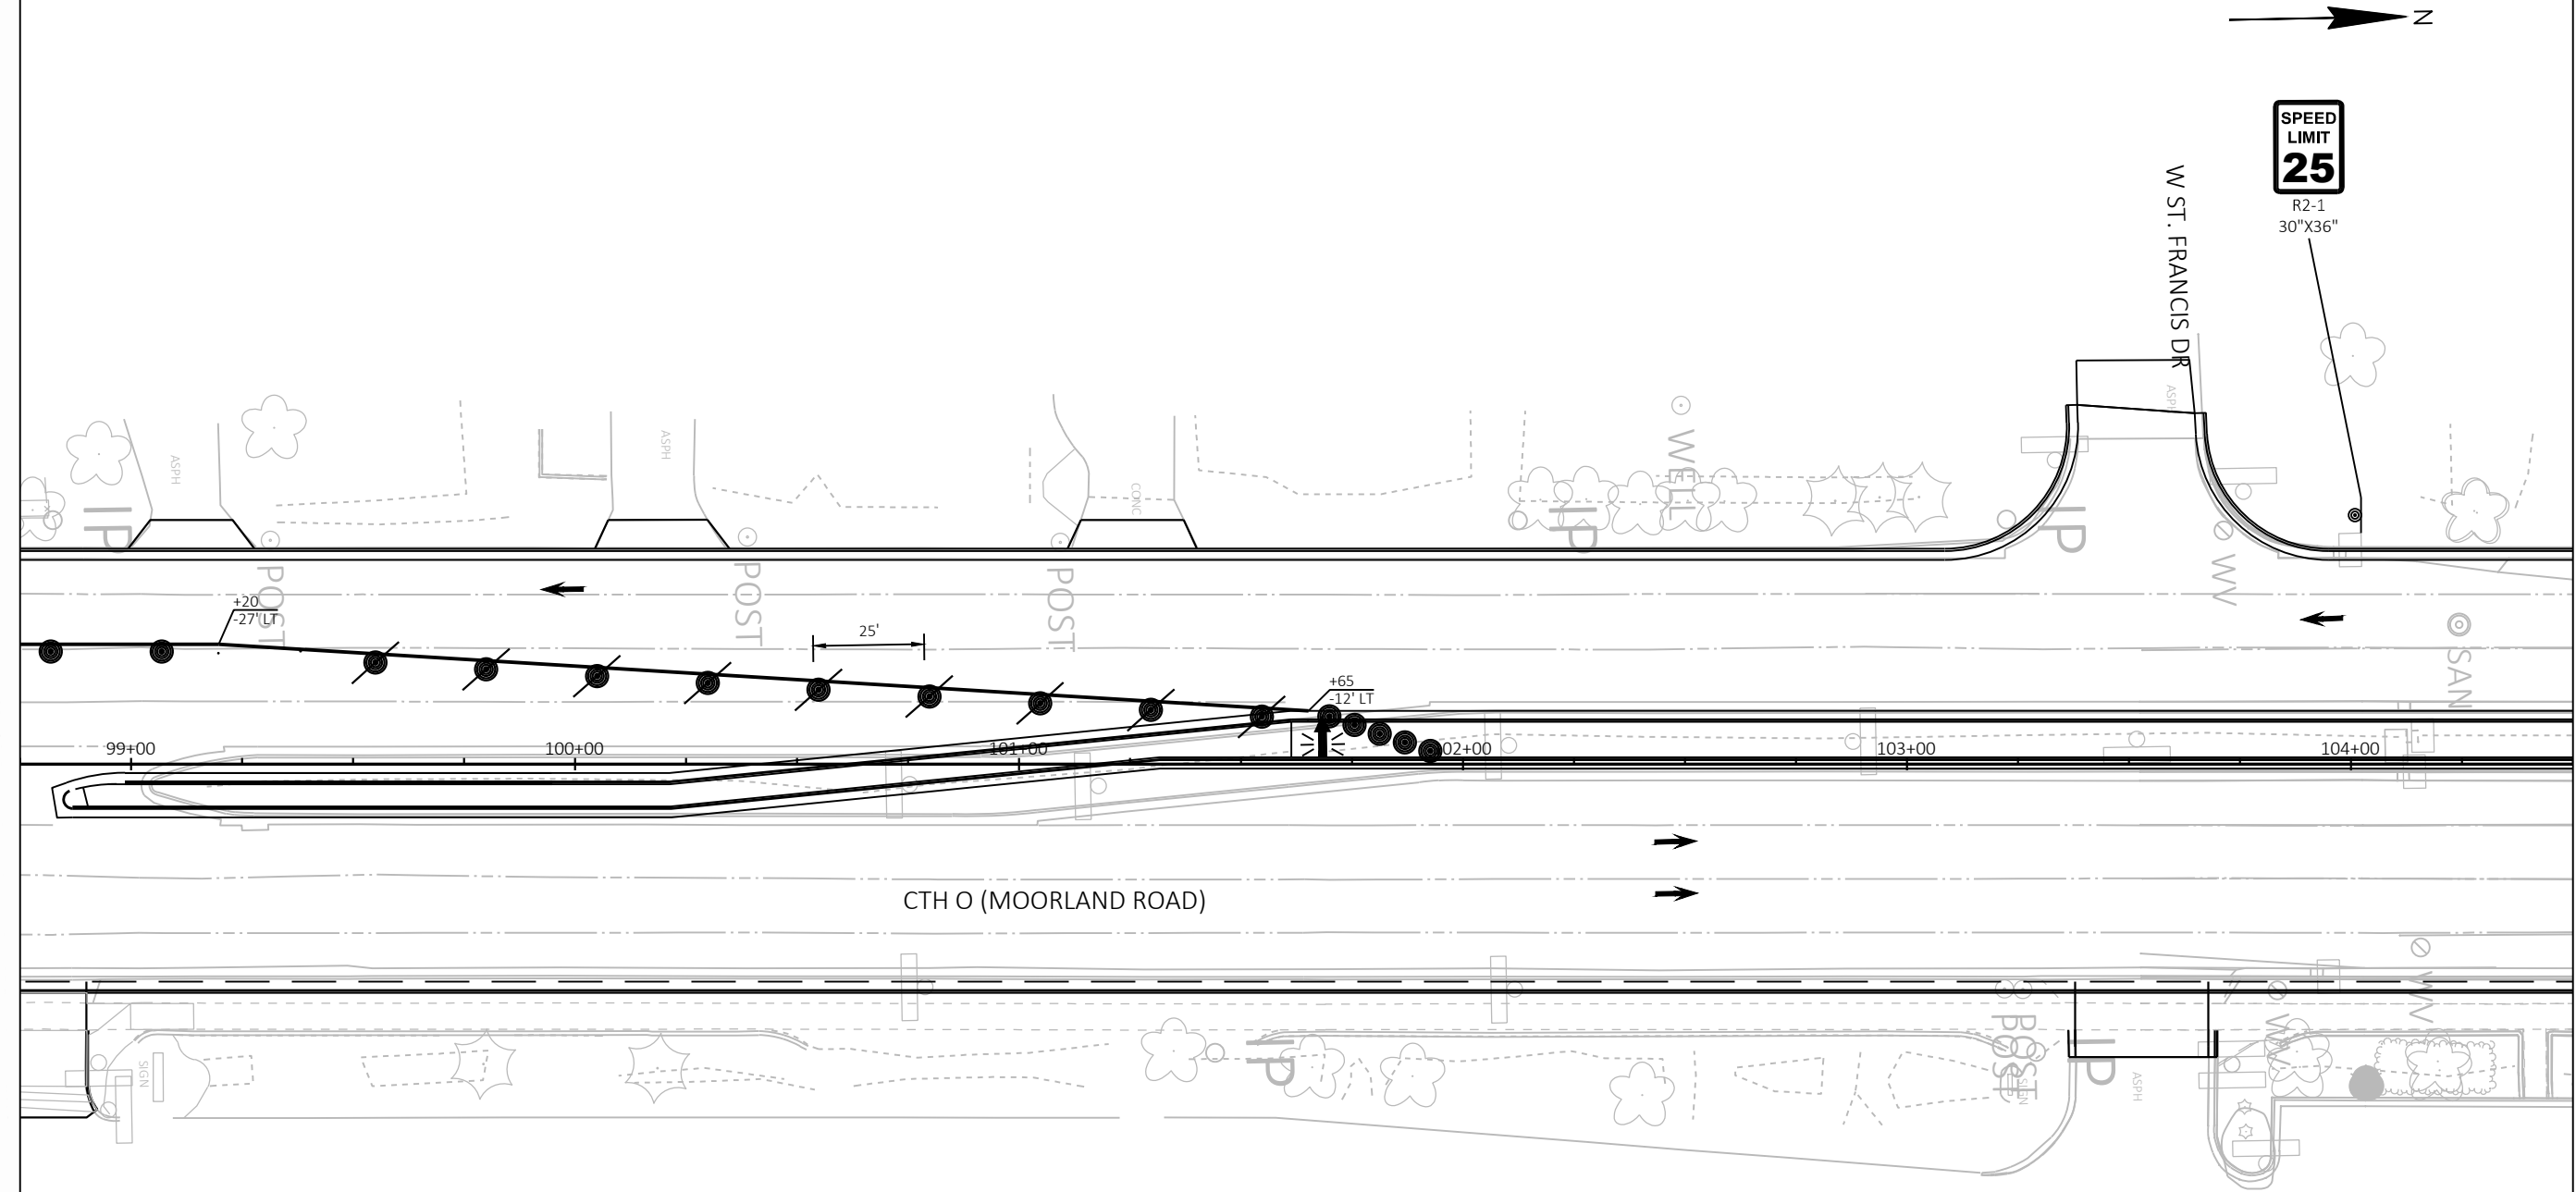 N
SPEED
LIMIT
25
R2-1
30"X36"
W ST. FRANCIS DR
ASPH
ASPH
ASPH
CONC
WELL
IP
IP
IP
POST
POST
POST
WV
SAN
+20
-27' LT
25'
+65
-12' LT
99+00
100+00
101+00
102+00
103+00
104+00
CTH O (MOORLAND ROAD)
SIGN
IP
POST
POST
SIGN
IP
ASPH
WV
WV